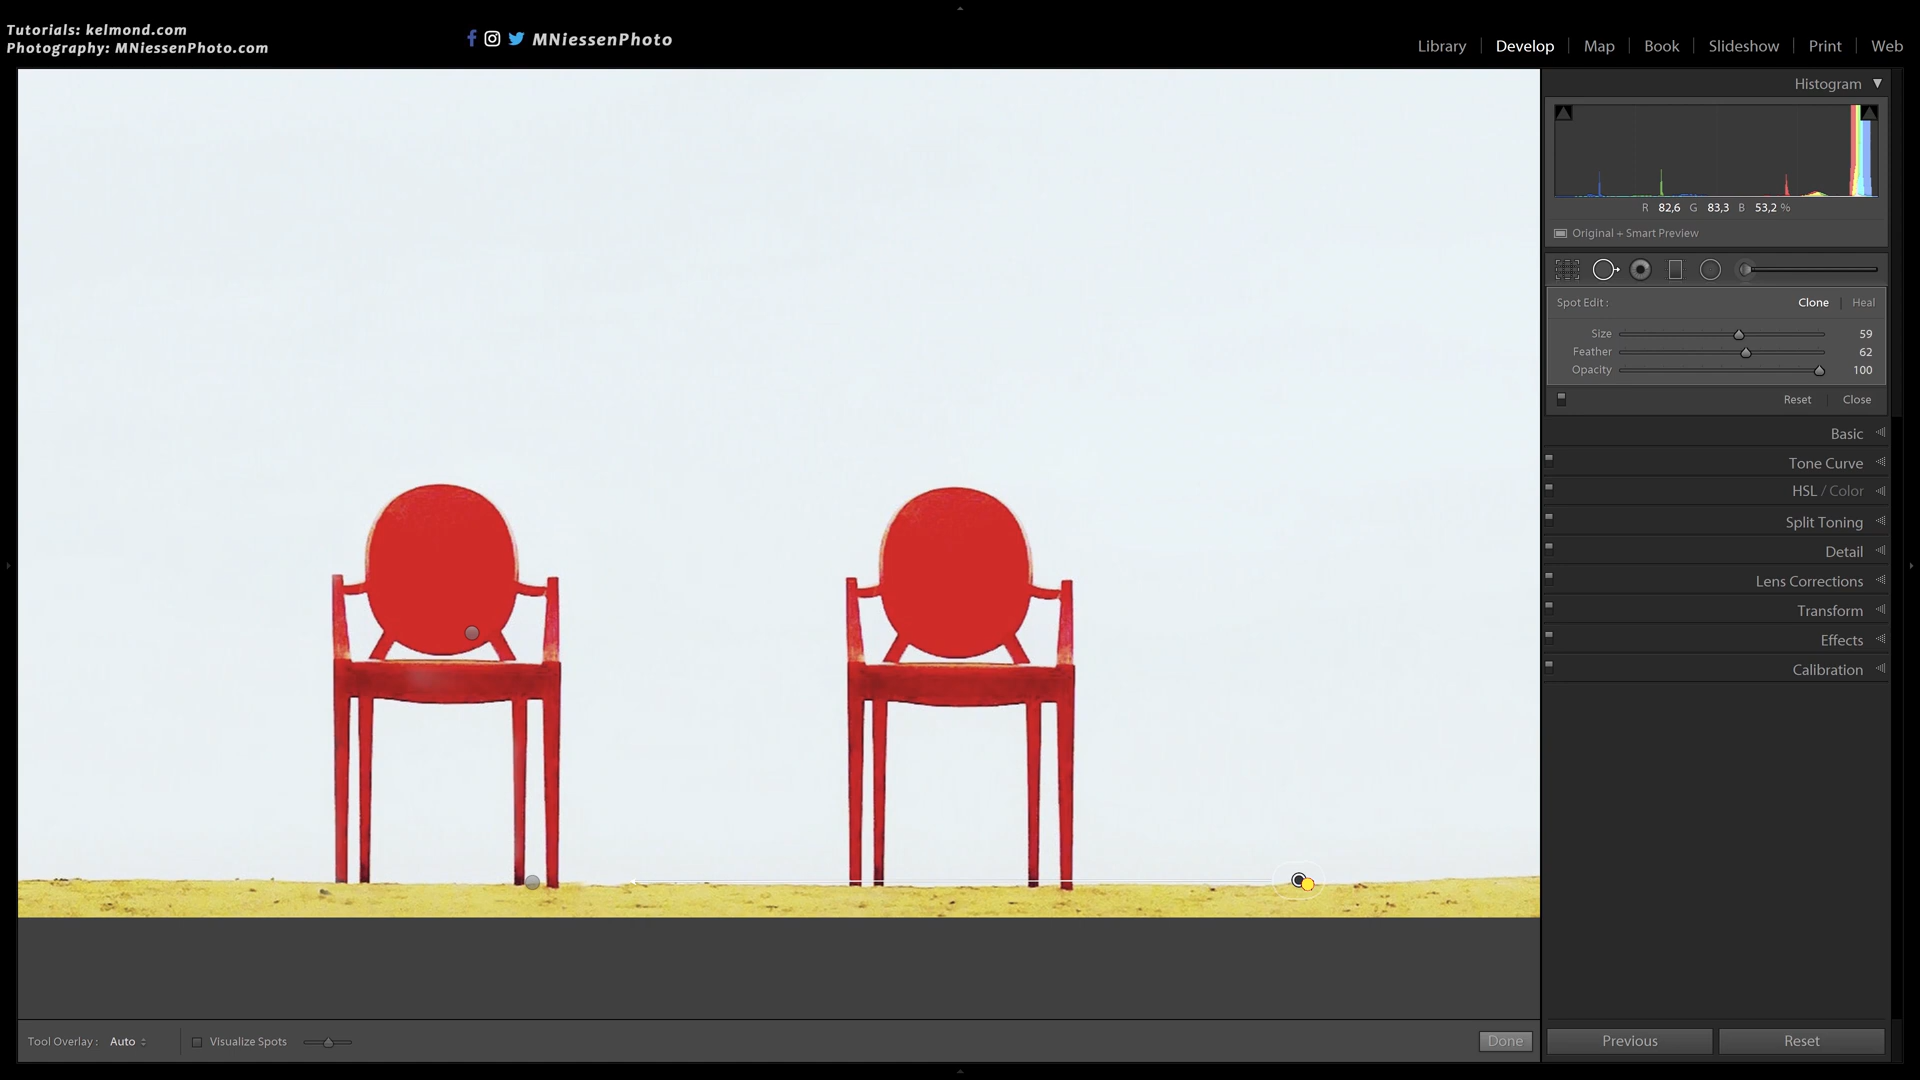 Tutorials: kelmond.com
Photography: MNiessenPhoto.com
MNiessenPhoto
Library Develop Map Book Slideshow Print Web
Histogram
R 82,6 G 83,3 B 53,2 %
Original + Smart Preview
Spot Edit : Clone Heal
Size 59
Feather 62
Opacity 100
Reset Close
Basic
Tone Curve
HSL / Color
Split Toning
Detail
Lens Corrections
Transform
Effects
Calibration
Tool Overlay : Auto Visualize Spots Done
Previous Reset